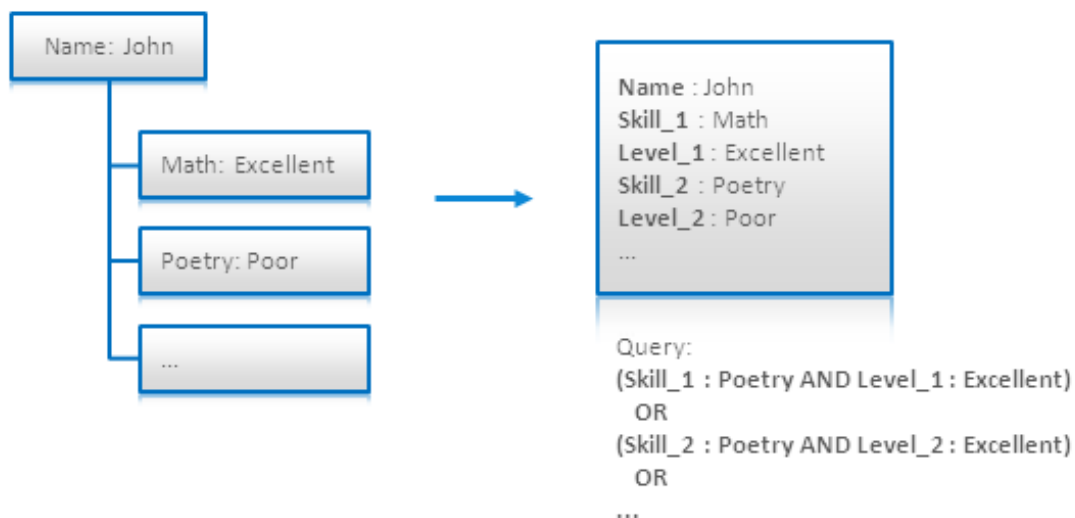 Name: John
Math: Excellent
Poetry: Poor
...
Name : John
Skill_1 : Math
Level_1 : Excellent
Skill_2 : Poetry
Level_2 : Poor
...
Query:
(Skill_1 : Poetry AND Level_1 : Excellent)
OR
(Skill_2 : Poetry AND Level_2 : Excellent)
OR
...